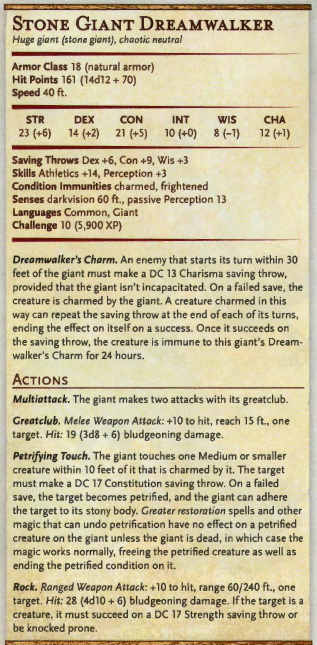 STONE GIANT DREAMWALKER
Huge giant (stone giant), chaotic neutral
Armor Class 18 (natural armor)
Hit Points 161 (14d12 + 70)
Speed 40 ft.
STR DEX CON INT WIS CHA
23 (+6) 14 (+2) 21 (+5) 10 (+0) 8 (–1) 12 (+1)
Saving Throws Dex +6, Con +9, Wis +3
Skills Athletics +14, Perception +3
Condition Immunities charmed, frightened
Senses darkvision 60 ft., passive Perception 13
Languages Common, Giant
Challenge 10 (5,900 XP)
Dreamwalker's Charm. An enemy that starts its turn within 30
feet of the giant must make a DC 13 Charisma saving throw,
provided that the giant isn't incapacitated. On a failed save, the
creature is charmed by the giant. A creature charmed in this
way can repeat the saving throw at the end of each of its turns,
ending the effect on itself on a success. Once it succeeds on
the saving throw, the creature is immune to this giant's Dream-
walker's Charm for 24 hours.
ACTIONS
Multiattack. The giant makes two attacks with its greatclub.
Greatclub. Melee Weapon Attack: +10 to hit, reach 15 ft., one
target. Hit: 19 (3d8 + 6) bludgeoning damage.
Petrifying Touch. The giant touches one Medium or smaller
creature within 10 feet of it that is charmed by it. The target
must make a DC 17 Constitution saving throw. On a failed
save, the target becomes petrified, and the giant can adhere
the target to its stony body. Greater restoration spells and other
magic that can undo petrification have no effect on a petrified
creature on the giant unless the giant is dead, in which case the
magic works normally, freeing the petrified creature as well as
ending the petrified condition on it.
Rock. Ranged Weapon Attack: +10 to hit, range 60/240 ft., one
target. Hit: 28 (4d10 + 6) bludgeoning damage. If the target is a
creature, it must succeed on a DC 17 Strength saving throw or
be knocked prone.